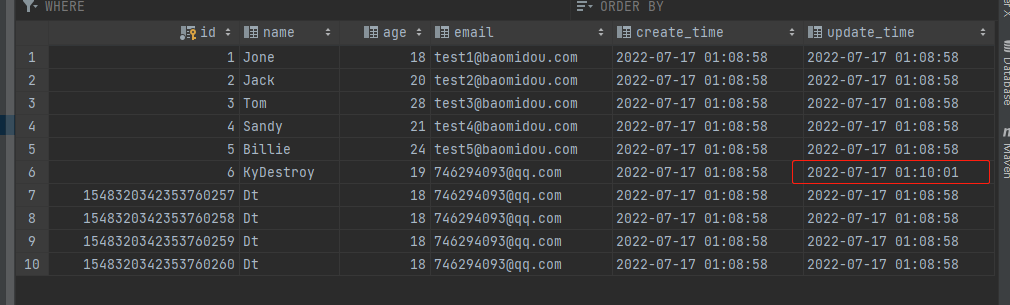 WHERE ORDER BY
id name age email create_time update_time
1 1 Jone 18 test1@baomidou.com 2022-07-17 01:08:58 2022-07-17 01:08:58
2 2 Jack 20 test2@baomidou.com 2022-07-17 01:08:58 2022-07-17 01:08:58
3 3 Tom 28 test3@baomidou.com 2022-07-17 01:08:58 2022-07-17 01:08:58
4 4 Sandy 21 test4@baomidou.com 2022-07-17 01:08:58 2022-07-17 01:08:58
5 5 Billie 24 test5@baomidou.com 2022-07-17 01:08:58 2022-07-17 01:08:58
6 6 KyDestroy 19 746294093@qq.com 2022-07-17 01:08:58 2022-07-17 01:10:01
7 1548320342353760257 Dt 18 746294093@qq.com 2022-07-17 01:08:58 2022-07-17 01:08:58
8 1548320342353760258 Dt 18 746294093@qq.com 2022-07-17 01:08:58 2022-07-17 01:08:58
9 1548320342353760259 Dt 18 746294093@qq.com 2022-07-17 01:08:58 2022-07-17 01:08:58
10 1548320342353760260 Dt 18 746294093@qq.com 2022-07-17 01:08:58 2022-07-17 01:08:58
Database
Maven